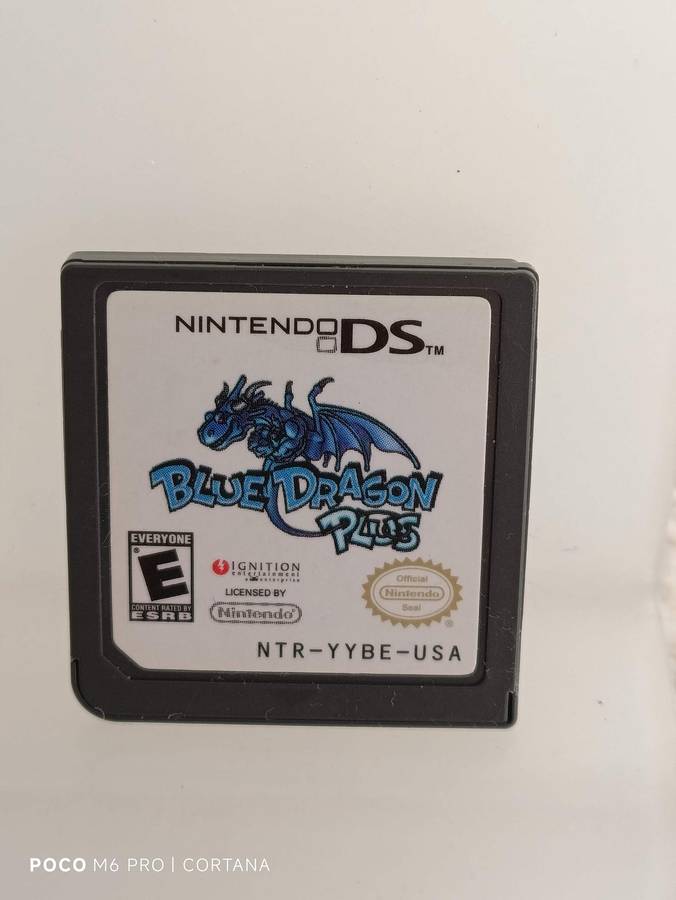 NINTENDO DS™
BLUE DRAGON
PLUS
EVERYONE
E
CONTENT RATED BY
ESRB
IGNITION
entertainment
LICENSED BY
Nintendo®
Official
Nintendo
Seal
®
NTR-YYBE-USA
POCO M6 PRO | CORTANA